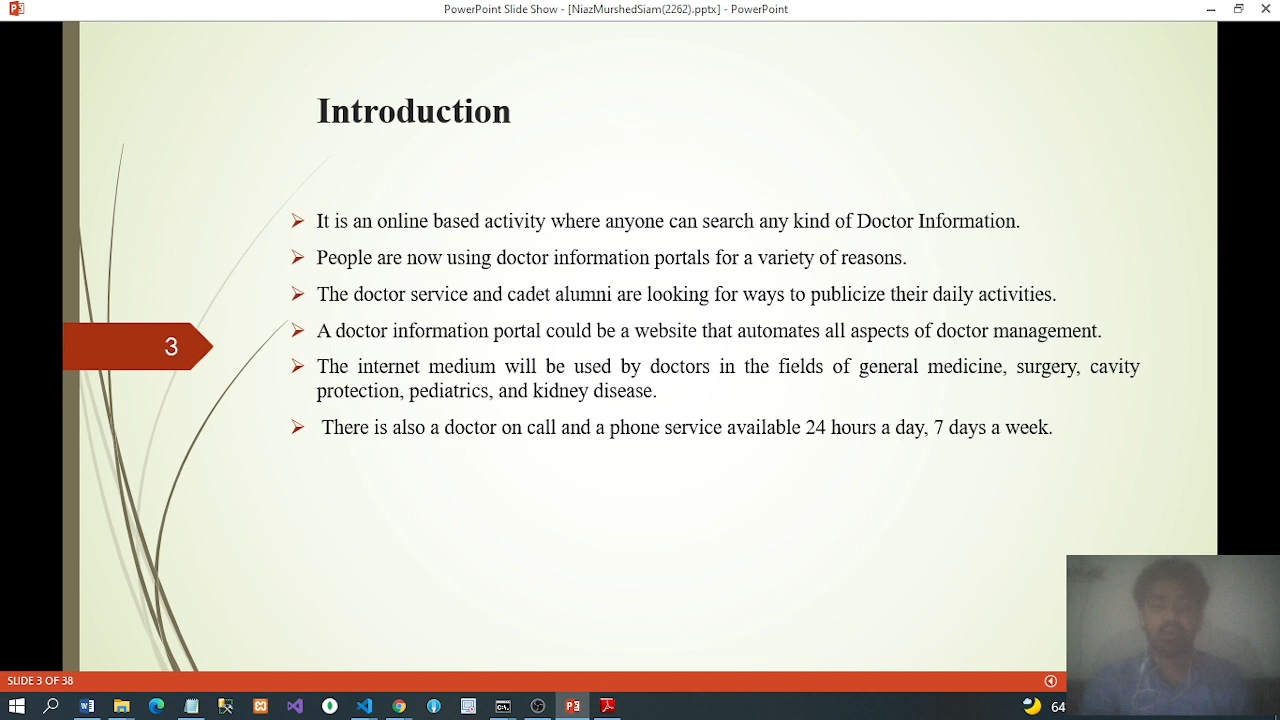 PowerPoint Slide Show - [NiazMurshedSiam(2262).pptx] - PowerPoint
Introduction
It is an online based activity where anyone can search any kind of Doctor Information.
People are now using doctor information portals for a variety of reasons.
The doctor service and cadet alumni are looking for ways to publicize their daily activities.
3
A doctor information portal could be a website that automates all aspects of doctor management.
The internet medium will be used by doctors in the fields of general medicine, surgery, cavity
protection, pediatrics, and kidney disease.
There is also a doctor on call and a phone service available 24 hours a day, 7 days a week.
SLIDE 3 OF 38
64